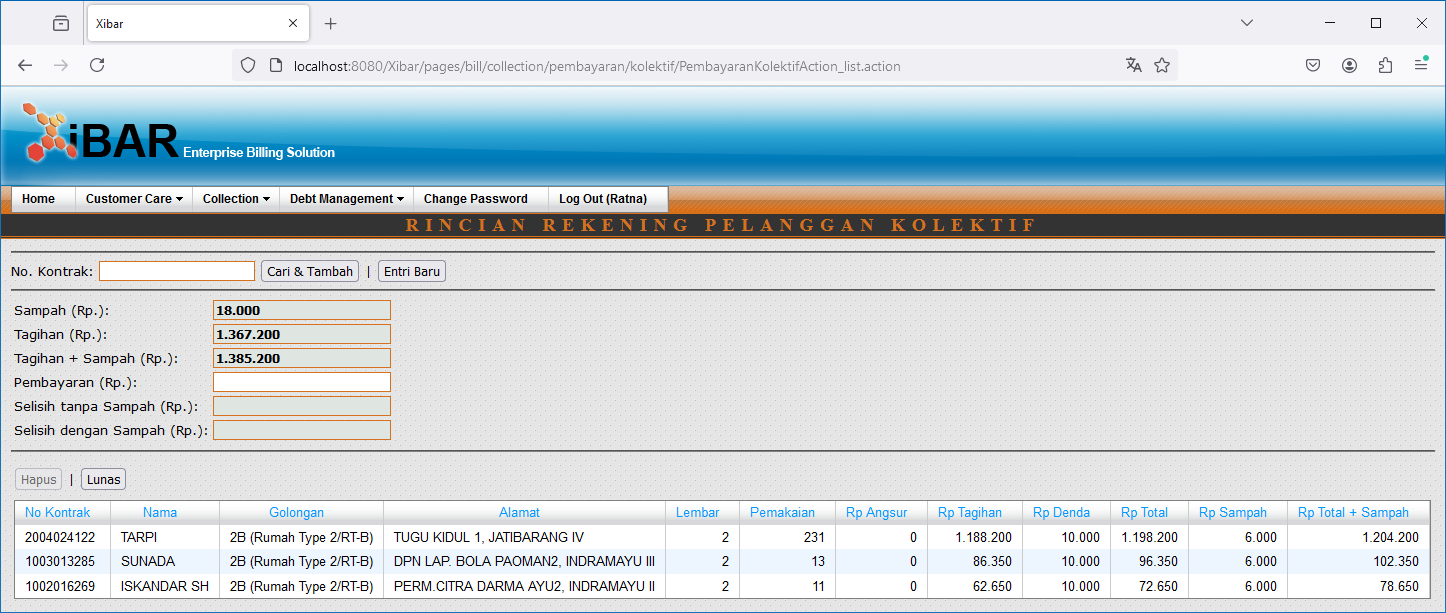 Xibar
localhost:8080/Xibar/pages/bill/collection/pembayaran/kolektif/PembayaranKolektifAction_list.action
iBAR Enterprise Billing Solution
Home Customer Care Collection Debt Management Change Password Log Out (Ratna)
RINCIAN REKENING PELANGGAN KOLEKTIF
No. Kontrak: Cari & Tambah | Entri Baru
Sampah (Rp.): 18.000
Tagihan (Rp.): 1.367.200
Tagihan + Sampah (Rp.): 1.385.200
Pembayaran (Rp.):
Selisih tanpa Sampah (Rp.):
Selisih dengan Sampah (Rp.):
Hapus | Lunas
No Kontrak Nama Golongan Alamat Lembar Pemakaian Rp Angsur Rp Tagihan Rp Denda Rp Total Rp Sampah Rp Total + Sampah
2004024122 TARPI 2B (Rumah Type 2/RT-B) TUGU KIDUL 1, JATIBARANG IV 2 231 0 1.188.200 10.000 1.198.200 6.000 1.204.200
1003013285 SUNADA 2B (Rumah Type 2/RT-B) DPN LAP. BOLA PAOMAN2, INDRAMAYU III 2 13 0 86.350 10.000 96.350 6.000 102.350
1002016269 ISKANDAR SH 2B (Rumah Type 2/RT-B) PERM.CITRA DARMA AYU2, INDRAMAYU II 2 11 0 62.650 10.000 72.650 6.000 78.650